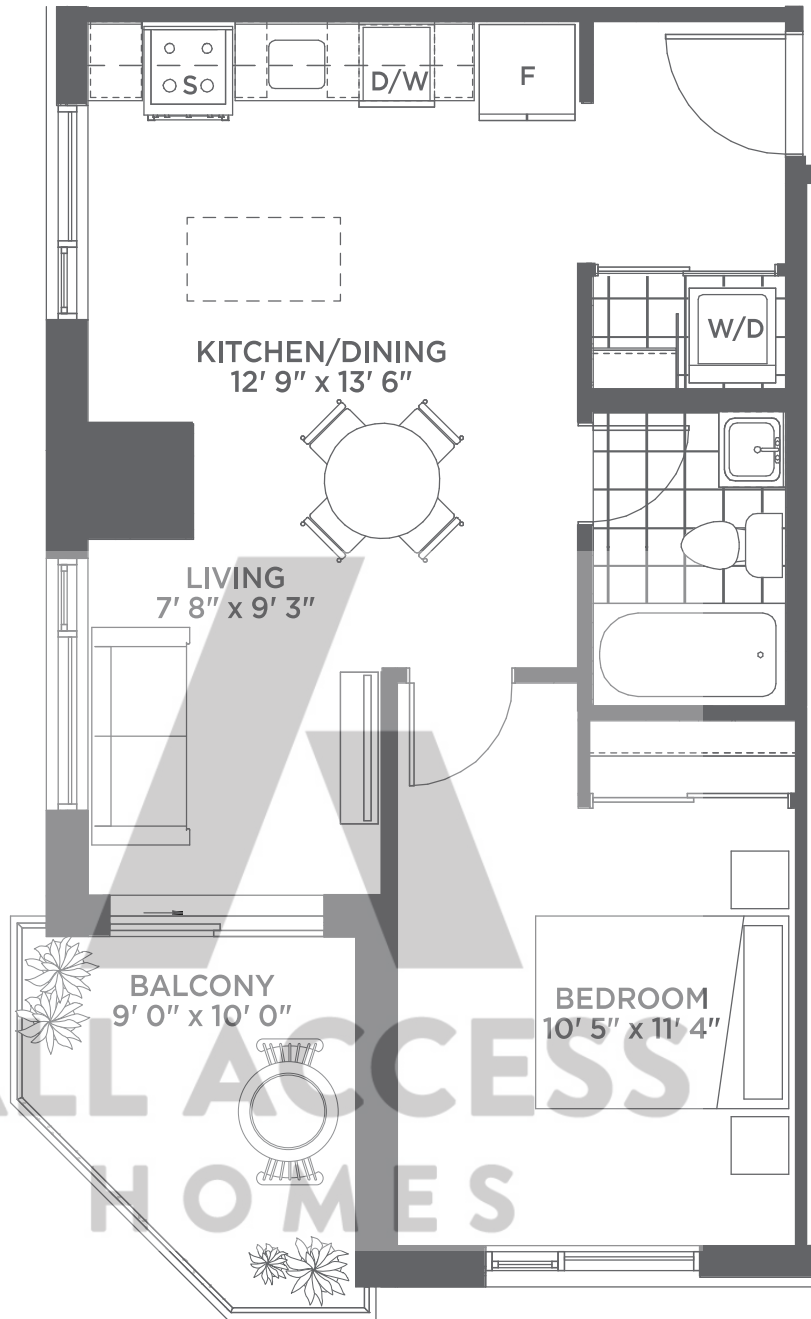 S
D/W
F
W/D
KITCHEN/DINING
12' 9" x 13' 6"
LIVING
7' 8" x 9' 3"
BALCONY
9' 0" x 10' 0"
BEDROOM
10' 5" x 11' 4"
ALL ACCESS
HOMES